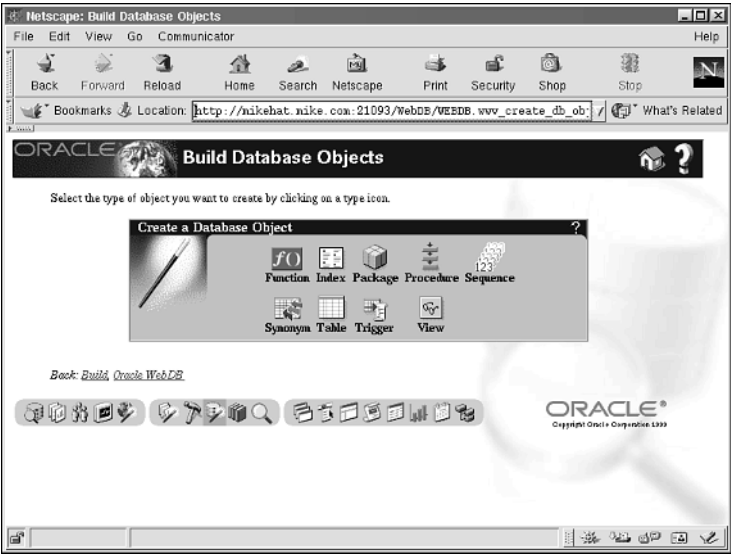 Netscape: Build Database Objects
File Edit View Go Communicator Help
Back Forward Reload Home Search Netscape Print Security Shop Stop N
Bookmarks Location: http://mikehat.mike.com:21093/WebDB/WEBDB.wwv_create_db_obj What's Related
ORACLE Build Database Objects ?
Select the type of object you want to create by clicking on a type icon.
Create a Database Object ?
f() 123
Function Index Package Procedure Sequence
Synonym Table Trigger View
Back: Build, Oracle WebDB
ORACLE®
Copyright Oracle Corporation 1999